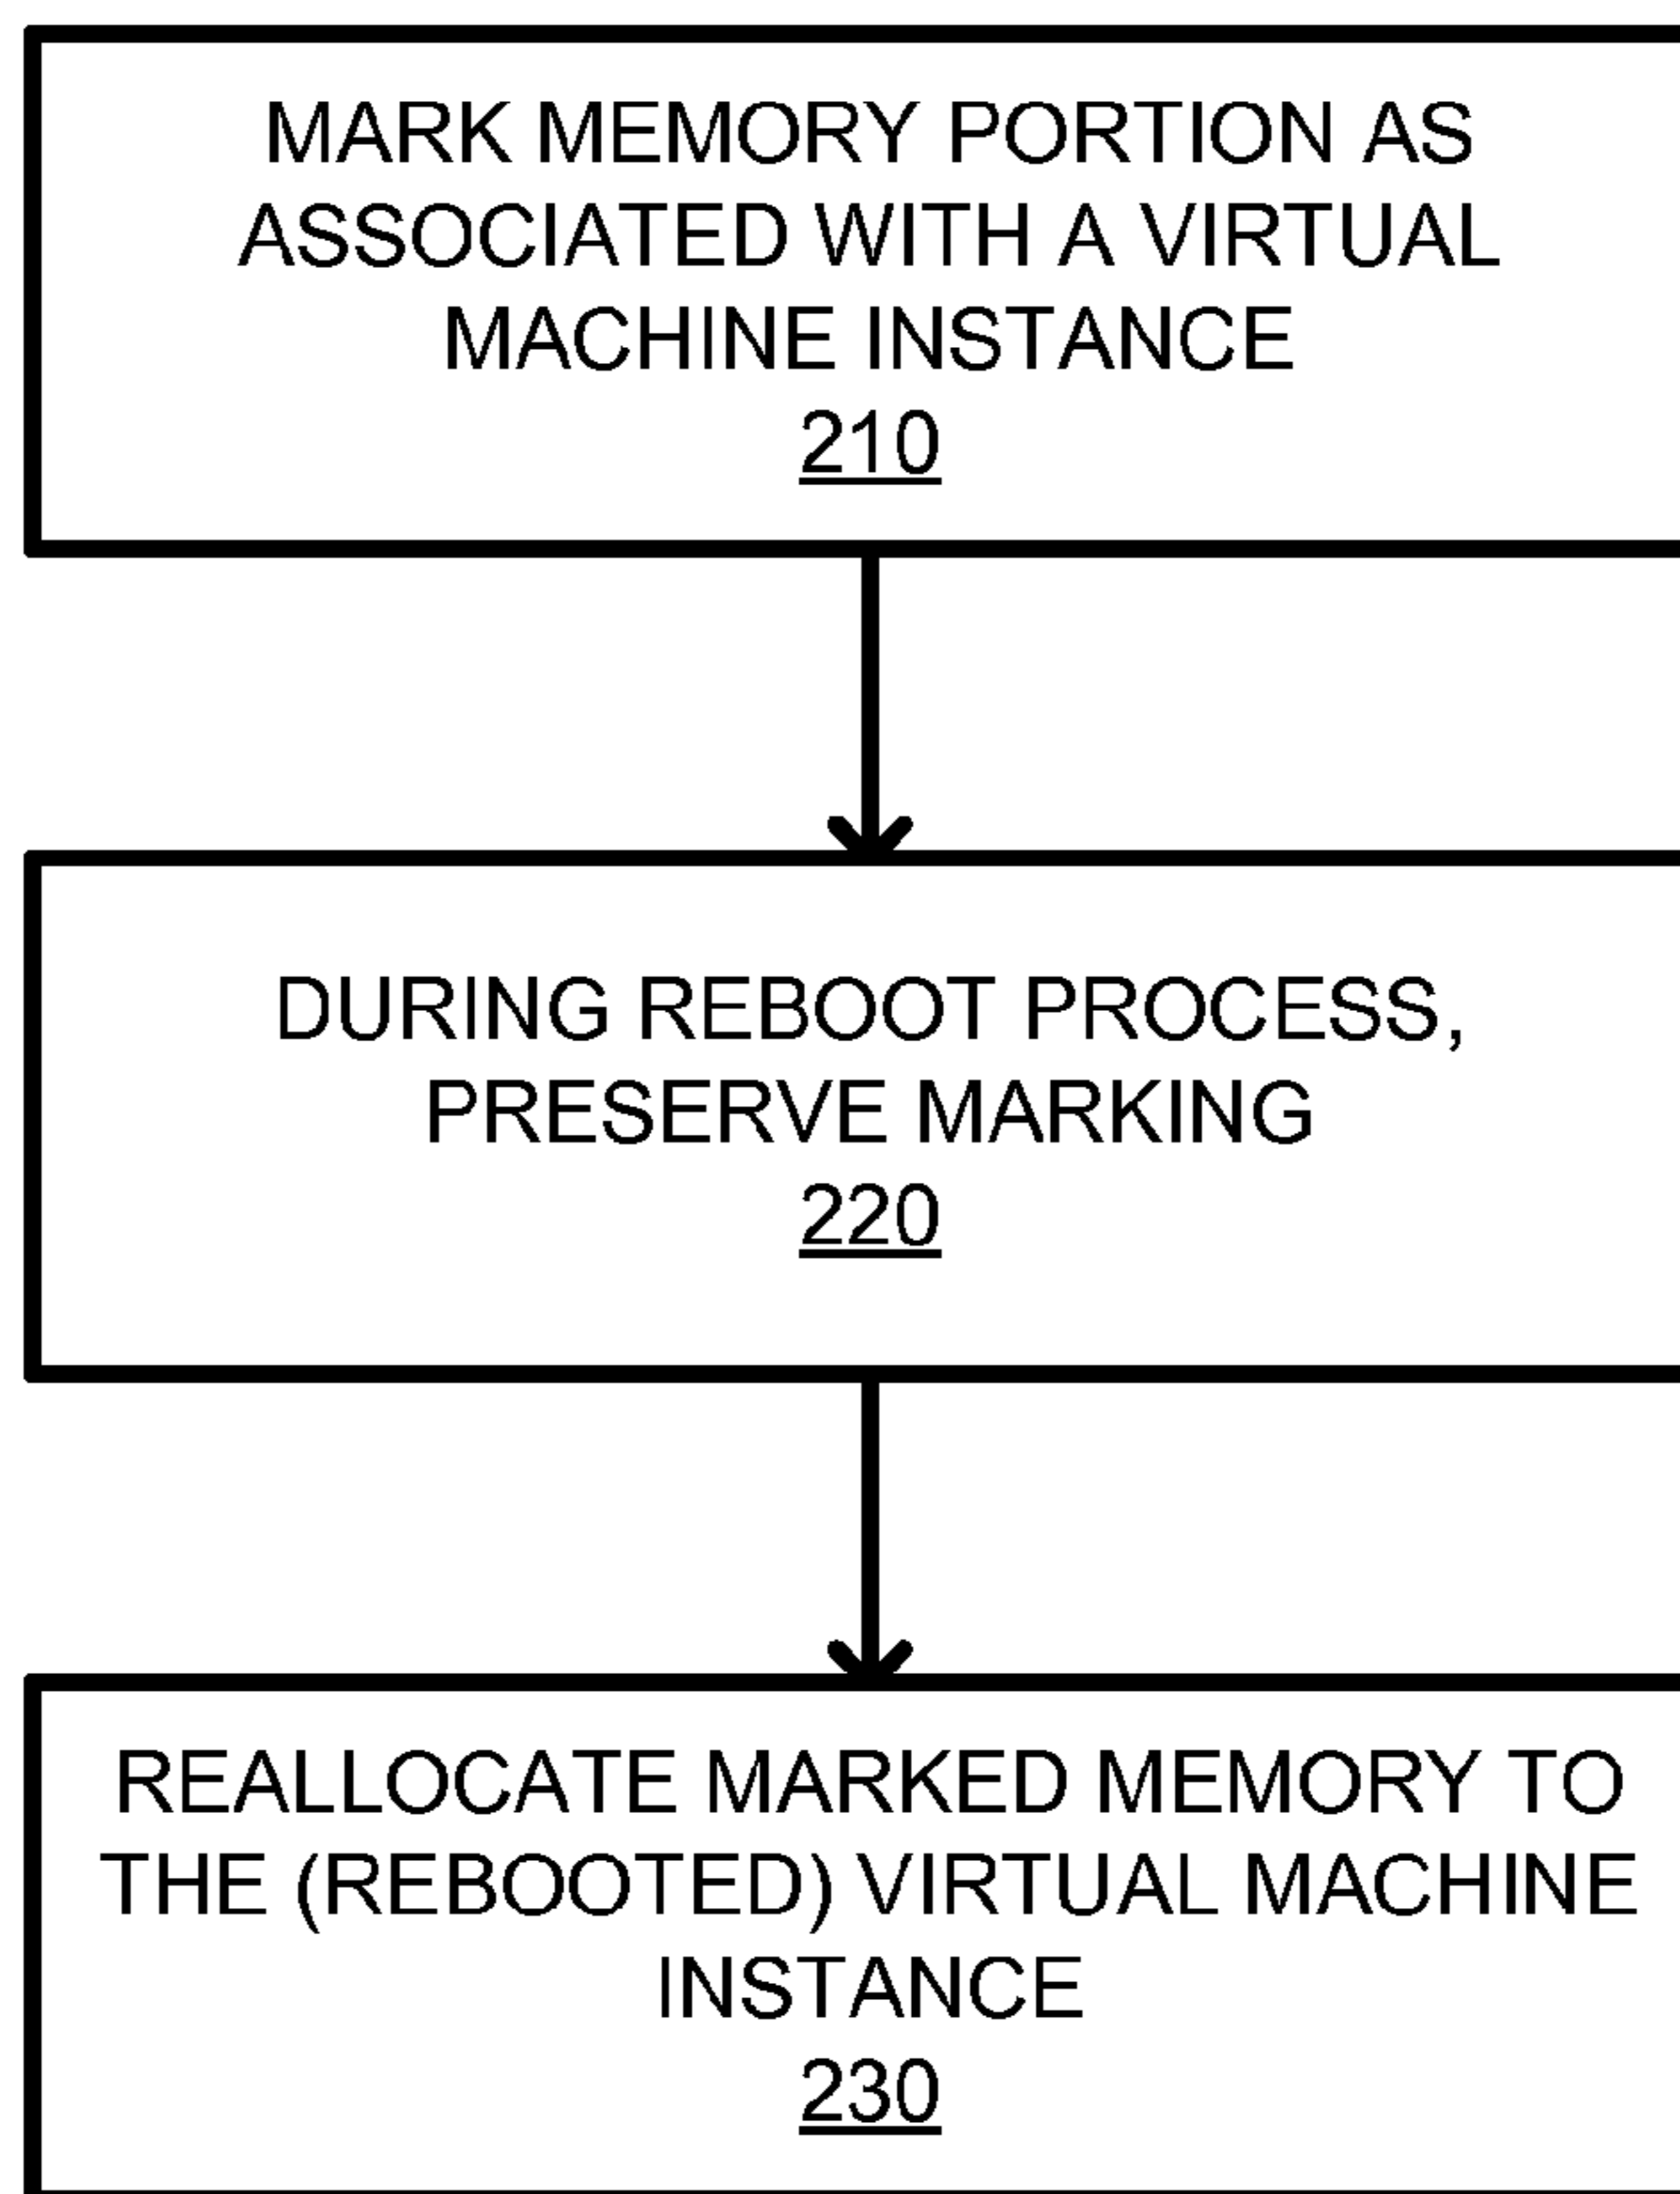 MARK MEMORY PORTION AS
ASSOCIATED WITH A VIRTUAL
MACHINE INSTANCE
210
DURING REBOOT PROCESS,
PRESERVE MARKING
220
REALLOCATE MARKED MEMORY TO
THE (REBOOTED) VIRTUAL MACHINE
INSTANCE
230